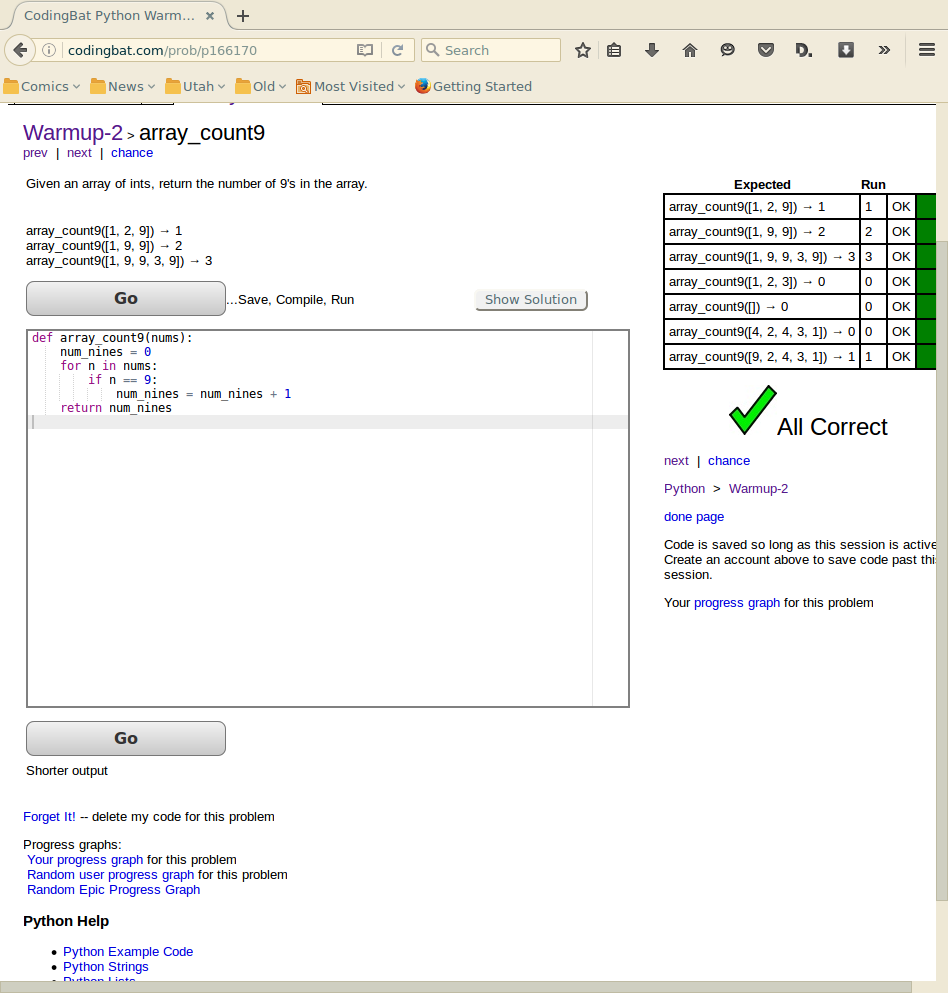 CodingBat Python Warm...
codingbat.com/prob/p166170
Search
D.
Comics
News
Utah
Old
Most Visited
Getting Started
Warmup-2 > array_count9
prev | next | chance
Given an array of ints, return the number of 9's in the array.
array_count9([1, 2, 9]) → 1
array_count9([1, 9, 9]) → 2
array_count9([1, 9, 9, 3, 9]) → 3
Go
...Save, Compile, Run
Show Solution
def array_count9(nums):
    num_nines = 0
    for n in nums:
        if n == 9:
            num_nines = num_nines + 1
    return num_nines
Go
Shorter output
Forget It! -- delete my code for this problem
Progress graphs:
Your progress graph for this problem
Random user progress graph for this problem
Random Epic Progress Graph
Python Help
• Python Example Code
• Python Strings
• Python Lists
Expected Run
array_count9([1, 2, 9]) → 1 1 OK
array_count9([1, 9, 9]) → 2 2 OK
array_count9([1, 9, 9, 3, 9]) → 3 3 OK
array_count9([1, 2, 3]) → 0 0 OK
array_count9([]) → 0 0 OK
array_count9([4, 2, 4, 3, 1]) → 0 0 OK
array_count9([9, 2, 4, 3, 1]) → 1 1 OK
All Correct
next | chance
Python > Warmup-2
done page
Code is saved so long as this session is active
Create an account above to save code past thi
session.
Your progress graph for this problem